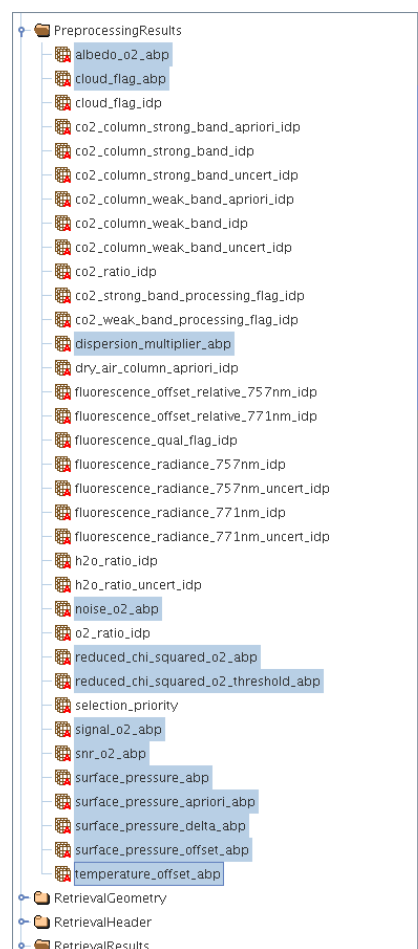 PreprocessingResults
albedo_o2_abp
cloud_flag_abp
cloud_flag_idp
co2_column_strong_band_apriori_idp
co2_column_strong_band_idp
co2_column_strong_band_uncert_idp
co2_column_weak_band_apriori_idp
co2_column_weak_band_idp
co2_column_weak_band_uncert_idp
co2_ratio_idp
co2_strong_band_processing_flag_idp
co2_weak_band_processing_flag_idp
dispersion_multiplier_abp
dry_air_column_apriori_idp
fluorescence_offset_relative_757nm_idp
fluorescence_offset_relative_771nm_idp
fluorescence_qual_flag_idp
fluorescence_radiance_757nm_idp
fluorescence_radiance_757nm_uncert_idp
fluorescence_radiance_771nm_idp
fluorescence_radiance_771nm_uncert_idp
h2o_ratio_idp
h2o_ratio_uncert_idp
noise_o2_abp
o2_ratio_idp
reduced_chi_squared_o2_abp
reduced_chi_squared_o2_threshold_abp
selection_priority
signal_o2_abp
snr_o2_abp
surface_pressure_abp
surface_pressure_apriori_abp
surface_pressure_delta_abp
surface_pressure_offset_abp
temperature_offset_abp
RetrievalGeometry
RetrievalHeader
RetrievalResults